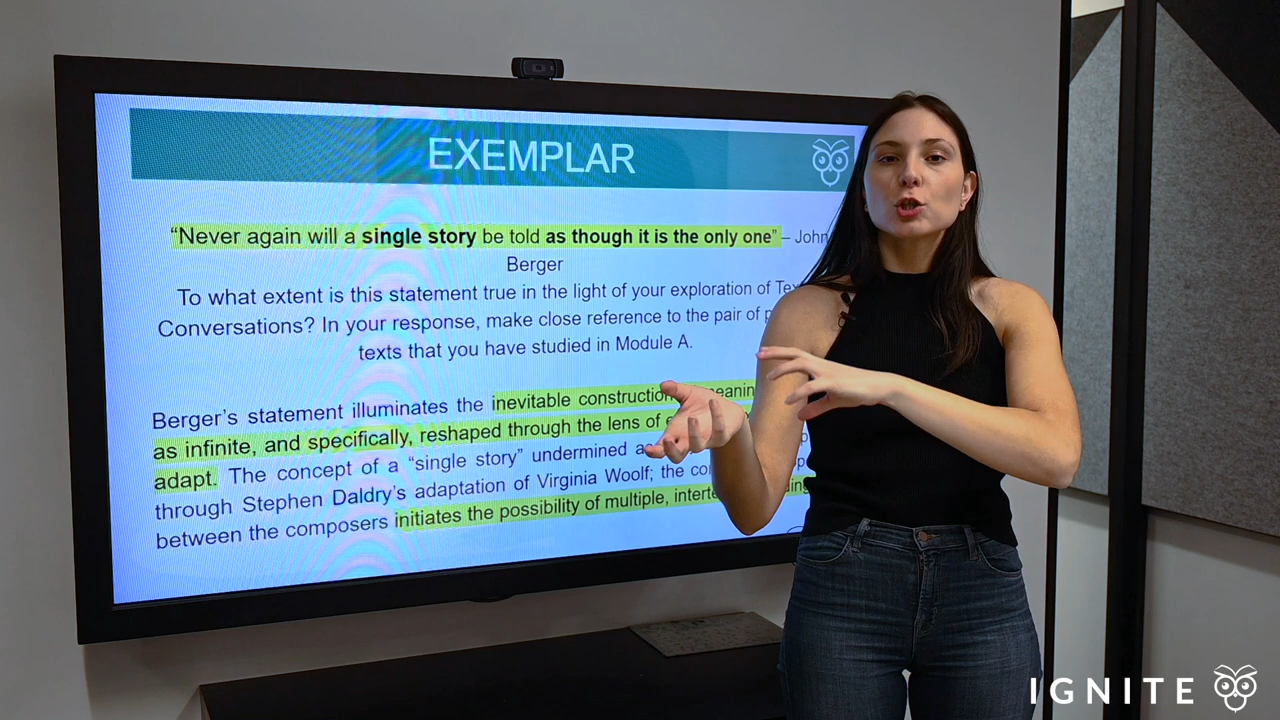 EXEMPLAR
“Never again will a single story be told as though it is the only one” – John
Berger
To what extent is this statement true in the light of your exploration of
Conversations? In your response, make close reference to the pair of
texts that you have studied in Module A.
Berger’s statement illuminates the inevitable construction
as infinite, and specifically, reshaped through the lens of
adapt. The concept of a “single story” undermined
through Stephen Daldry’s adaptation of Virginia Woolf; the
between the composers initiates the possibility of multiple,
IGNITE